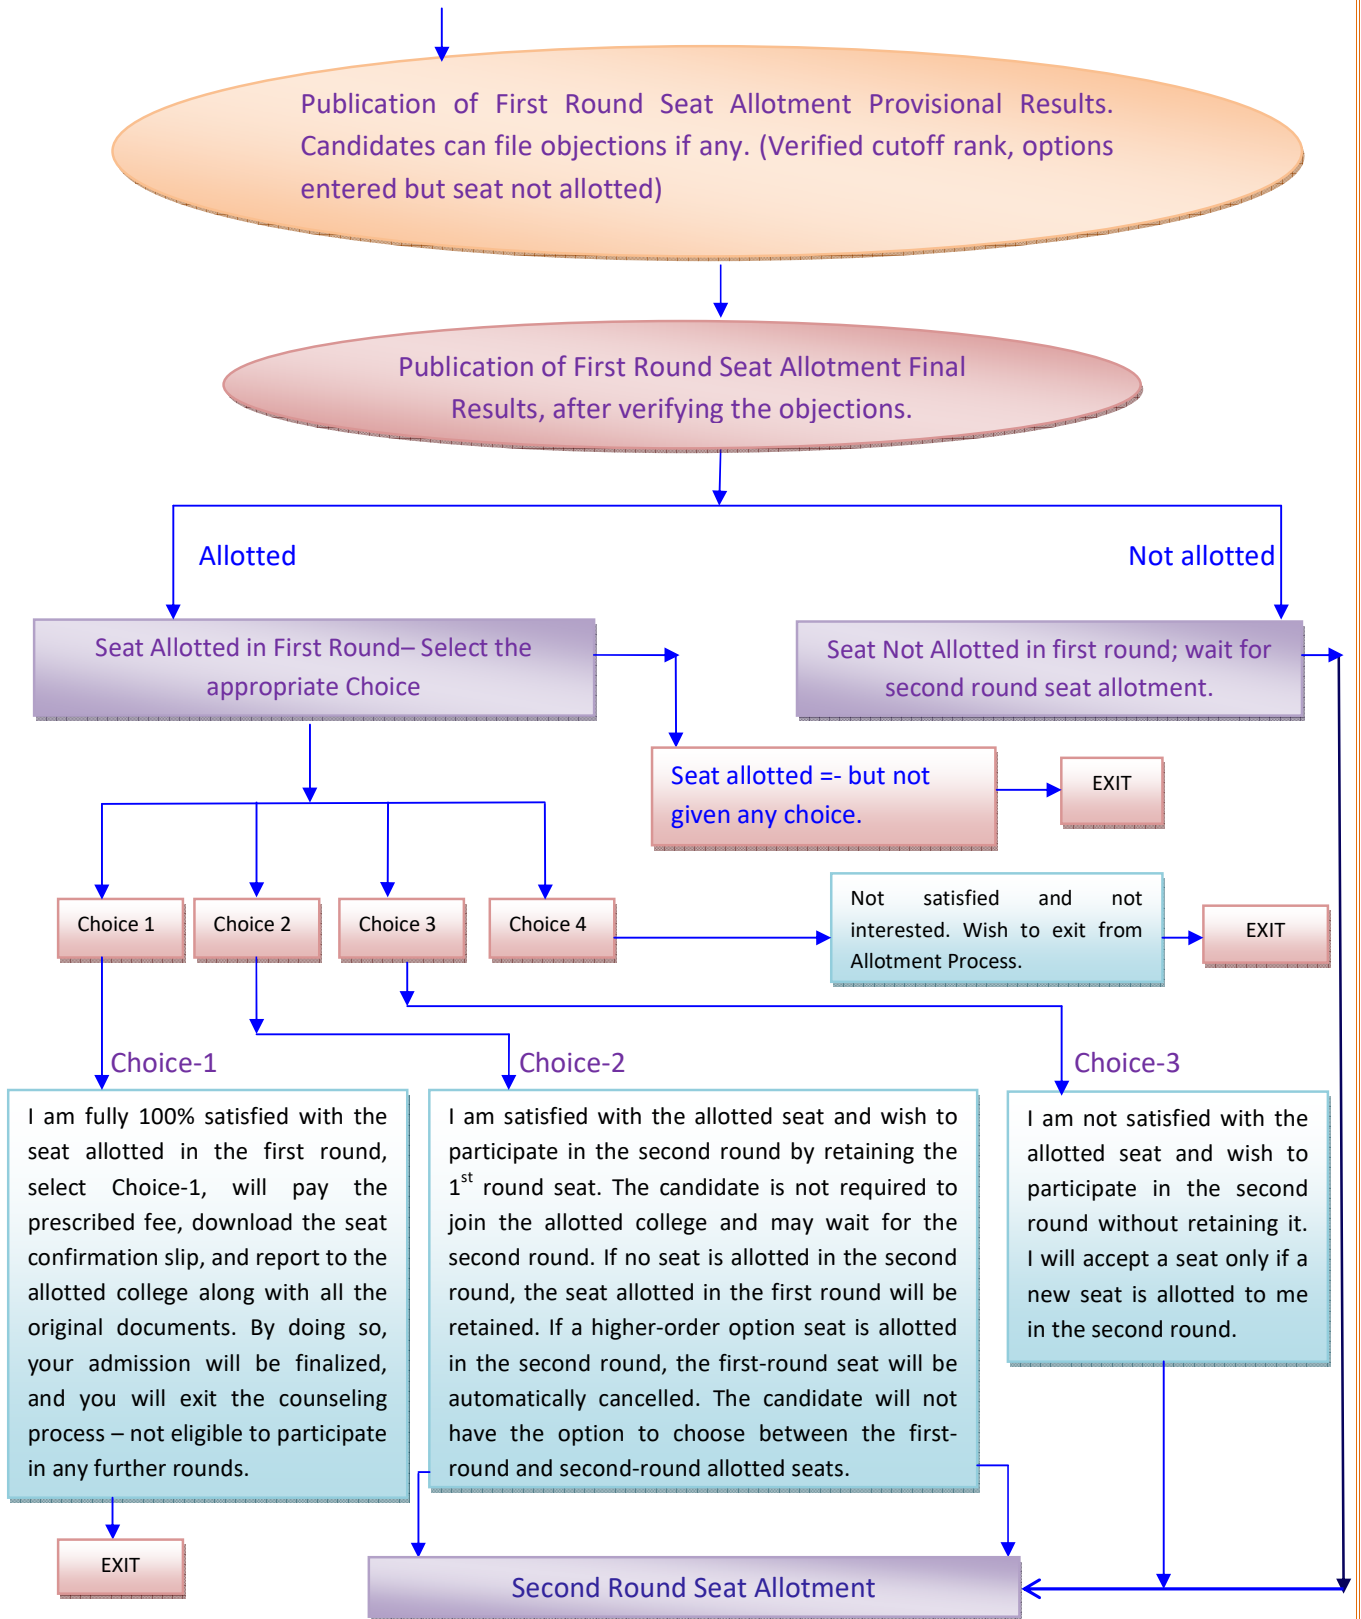 Publication of First Round Seat Allotment Provisional Results.
Candidates can file objections if any. (Verified cutoff rank, options
entered but seat not allotted)
Publication of First Round Seat Allotment Final
Results, after verifying the objections.
Allotted
Not allotted
Seat Allotted in First Round– Select the
appropriate Choice
Seat Not Allotted in first round; wait for
second round seat allotment.
Seat allotted =- but not
given any choice.
EXIT
Choice 1
Choice 2
Choice 3
Choice 4
Not satisfied and not
interested. Wish to exit from
Allotment Process.
EXIT
Choice-1
I am fully 100% satisfied with the
seat allotted in the first round,
select Choice-1, will pay the
prescribed fee, download the seat
confirmation slip, and report to the
allotted college along with all the
original documents. By doing so,
your admission will be finalized,
and you will exit the counseling
process – not eligible to participate
in any further rounds.
Choice-2
I am satisfied with the allotted seat and wish to
participate in the second round by retaining the
1st round seat. The candidate is not required to
join the allotted college and may wait for the
second round. If no seat is allotted in the second
round, the seat allotted in the first round will be
retained. If a higher-order option seat is allotted
in the second round, the first-round seat will be
automatically cancelled. The candidate will not
have the option to choose between the first-
round and second-round allotted seats.
Choice-3
I am not satisfied with the
allotted seat and wish to
participate in the second
round without retaining it.
I will accept a seat only if a
new seat is allotted to me
in the second round.
EXIT
Second Round Seat Allotment